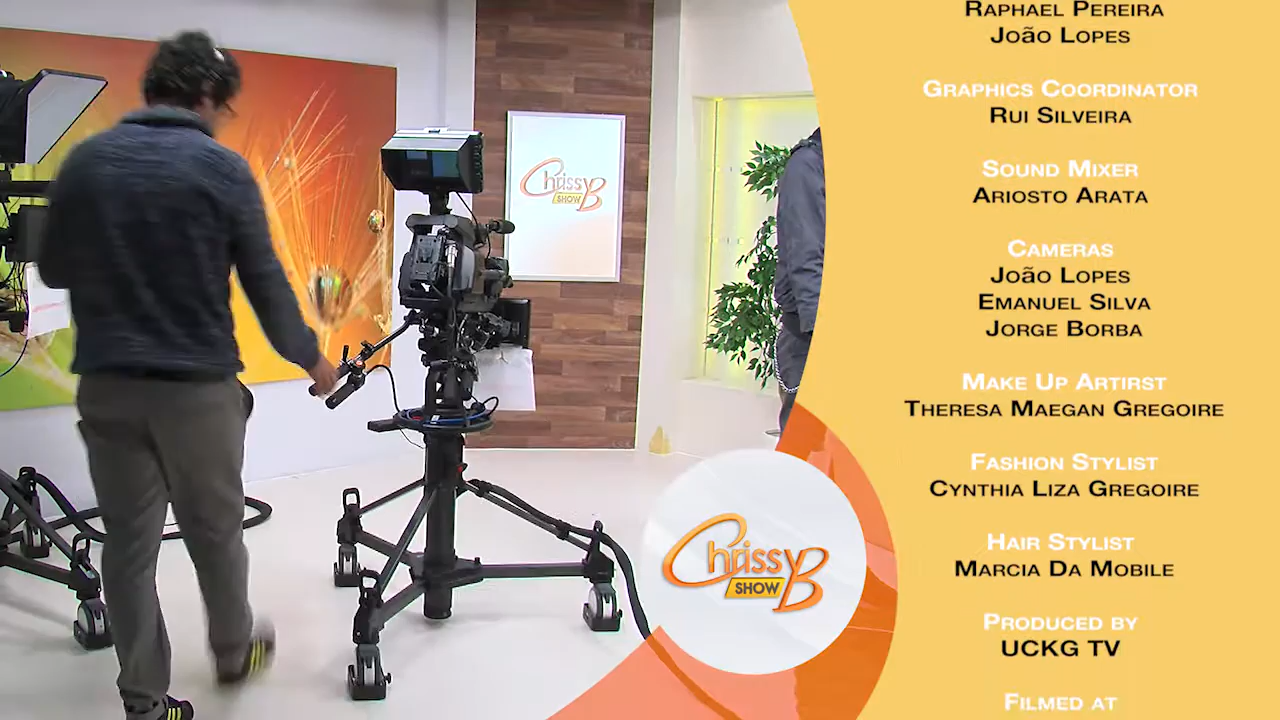 Chrissy B
SHOW
Raphael Pereira
João Lopes
Graphics Coordinator
Rui Silveira
Sound Mixer
Ariosto Arata
Cameras
João Lopes
Emanuel Silva
Jorge Borba
Make Up Artirst
Theresa Maegan Gregoire
Fashion Stylist
Cynthia Liza Gregoire
Hair Stylist
Marcia Da Mobile
Produced by
UCKG TV
Filmed at
Chrissy B
SHOW